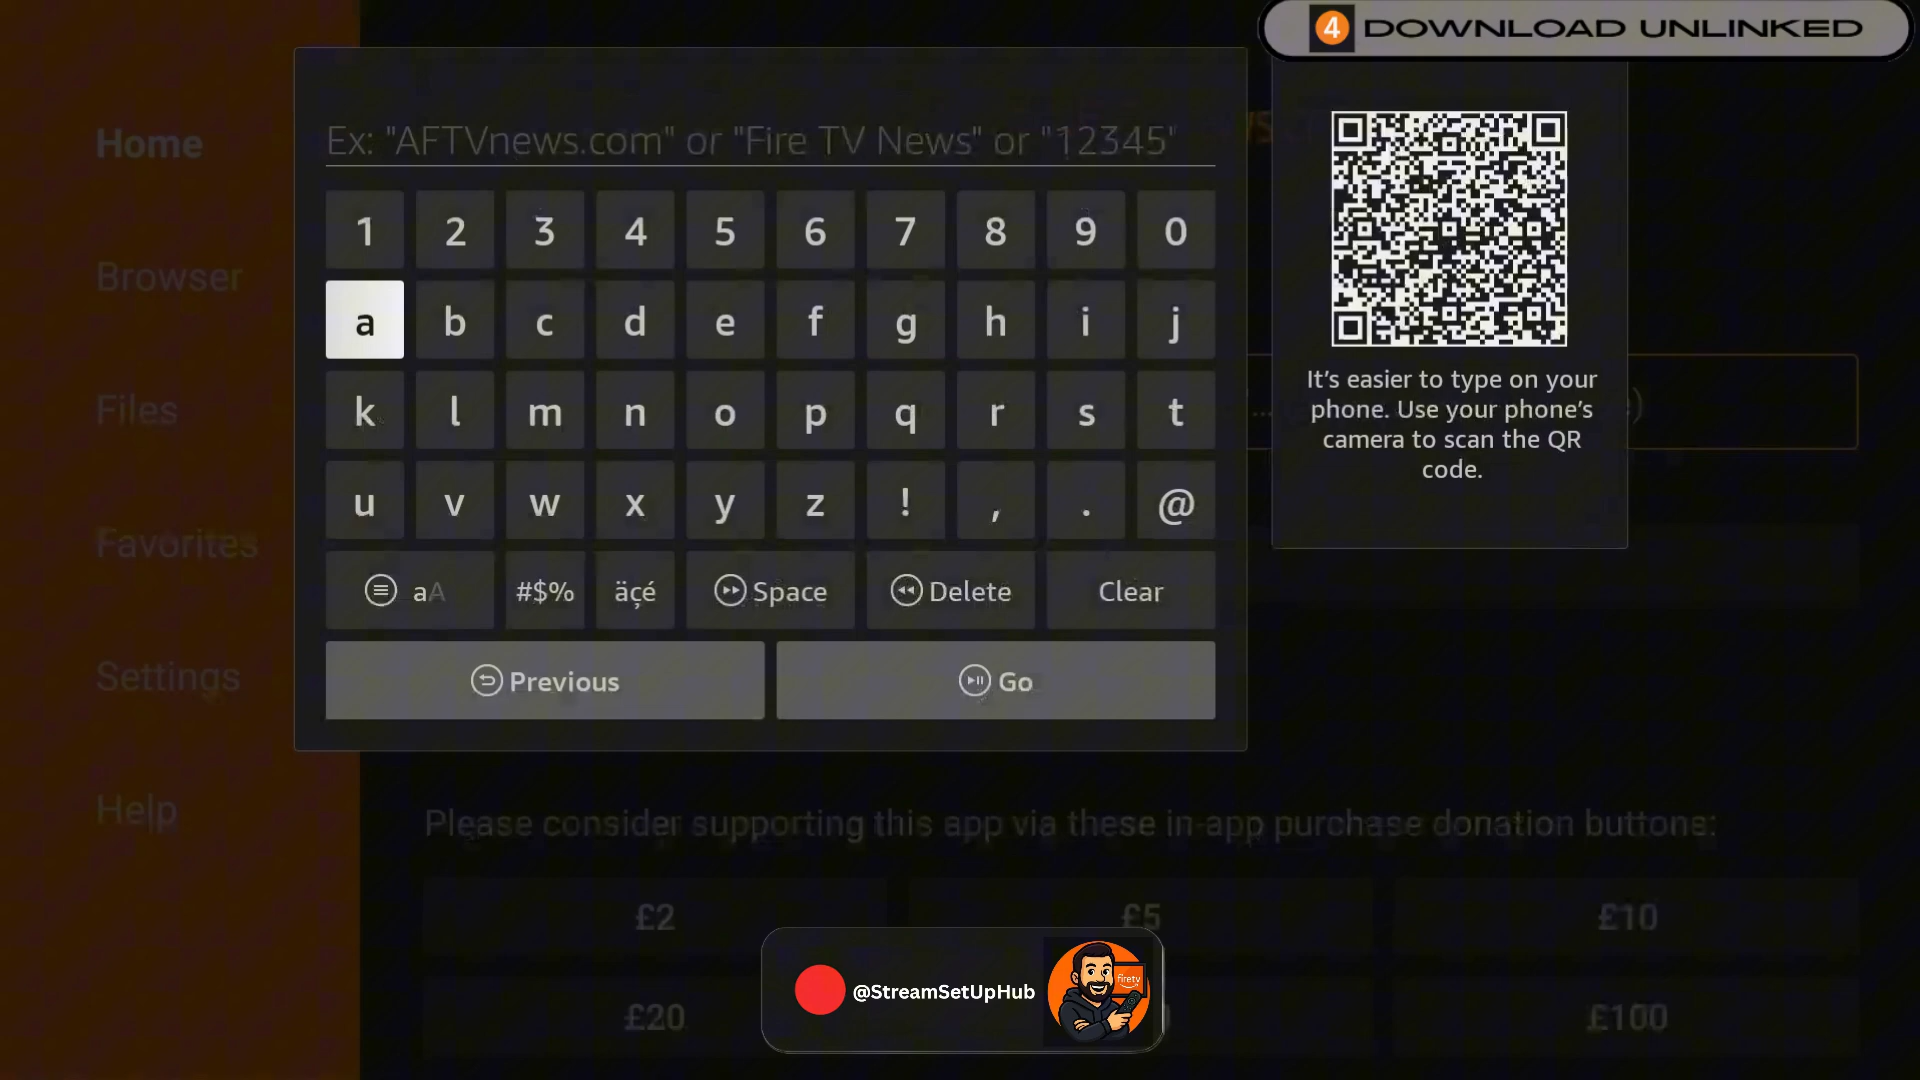 4 DOWNLOAD UNLINKED
Home
Browser
Files
Favorites
Settings
Help
Ex: "AFTVnews.com" or "Fire TV News" or "12345"
1 2 3 4 5 6 7 8 9 0
a b c d e f g h i j
k l m n o p q r s t
u v w x y z ! , . @
aA #$% äçé Space Delete Clear
Previous Go
It's easier to type on your
phone. Use your phone's
camera to scan the QR
code.
Please consider supporting this app via these in-app purchase donation buttons:
£2 £5 £10
£20 £100
@StreamSetUpHub
firetv